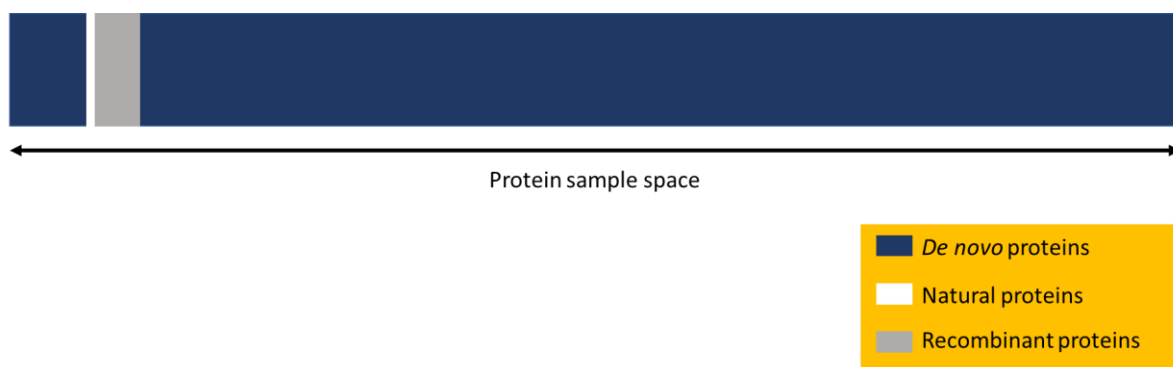 Protein sample space
De novo proteins
Natural proteins
Recombinant proteins